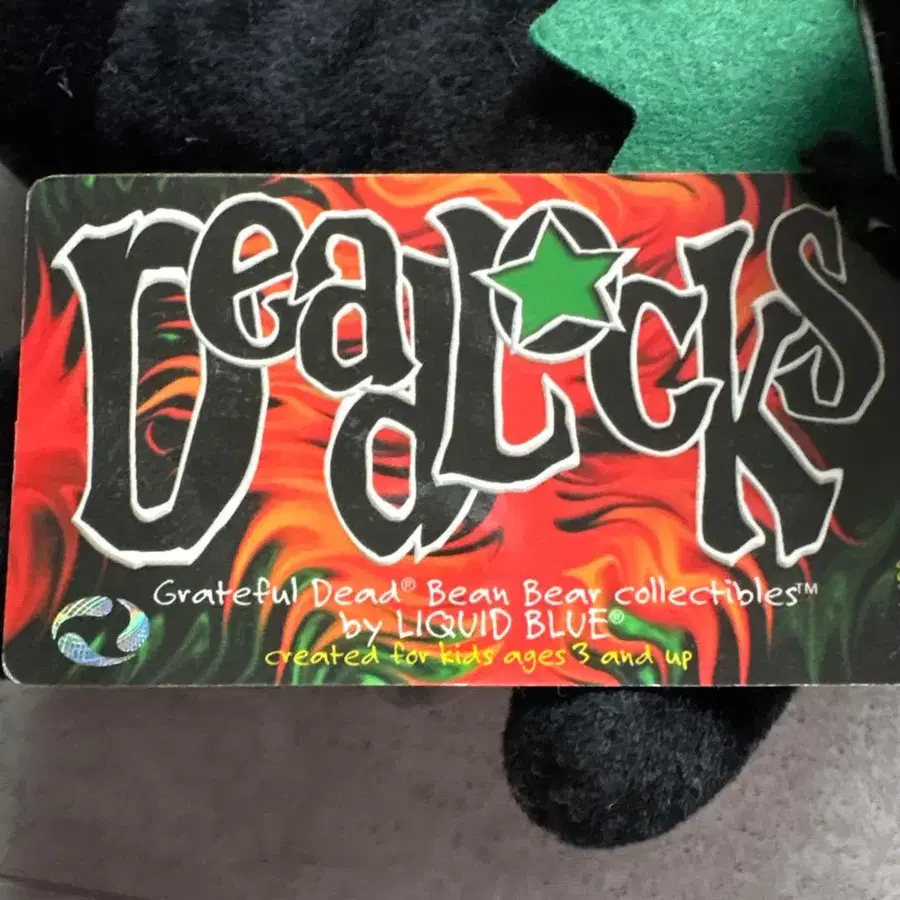 DeadLocks
Grateful Dead® Bean Bear collectibles™
by LIQUID BLUE®
created for kids ages 3 and up